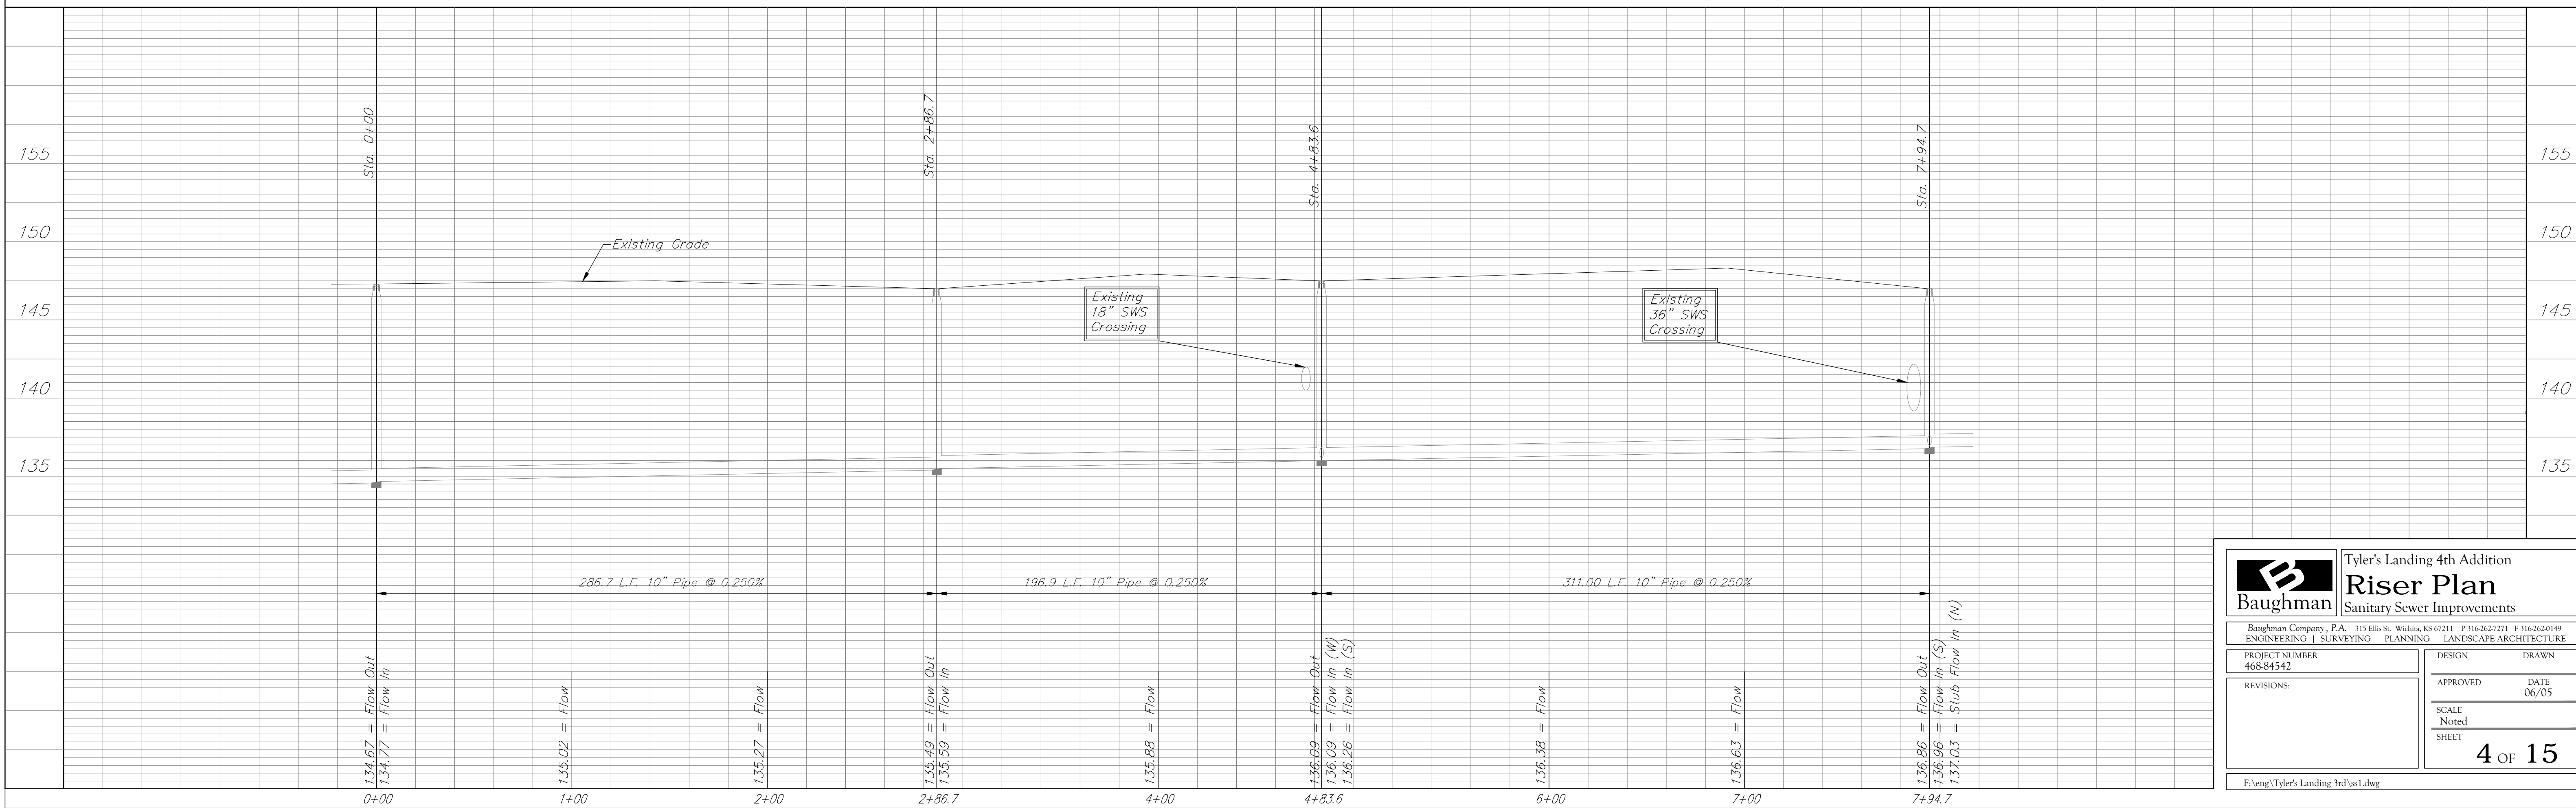 Sta. 0+00
Sta. 2+86.7
Sta. 4+83.6
Sta. 7+94.7
155
155
150
150
Existing Grade
145
145
Existing
18" SWS
Crossing
Existing
36" SWS
Crossing
140
140
135
135
286.7 L.F. 10" Pipe @ 0.250%
196.9 L.F. 10" Pipe @ 0.250%
311.00 L.F. 10" Pipe @ 0.250%
134.67 = Flow Out
134.77 = Flow In
135.02 = Flow
135.27 = Flow
135.49 = Flow Out
135.59 = Flow In
135.88 = Flow
136.09 = Flow Out
136.09 = Flow In (W)
136.26 = Flow In (S)
136.38 = Flow
136.63 = Flow
136.86 = Flow Out
136.96 = Flow In (S)
137.03 = Stub Flow In (N)
0+00
1+00
2+00
2+86.7
4+00
4+83.6
6+00
7+00
7+94.7
B
Baughman
Tyler's Landing 4th Addition
Riser Plan
Sanitary Sewer Improvements
Baughman Company, P.A. 315 Ellis St. Wichita, KS 67211 P 316-262-7271 F 316-262-0149
ENGINEERING | SURVEYING | PLANNING | LANDSCAPE ARCHITECTURE
PROJECT NUMBER
468-84542
DESIGN
DRAWN
REVISIONS:
APPROVED
DATE
06/05
SCALE
Noted
SHEET
4 OF 15
F:\eng\Tyler's Landing 3rd\ss1.dwg